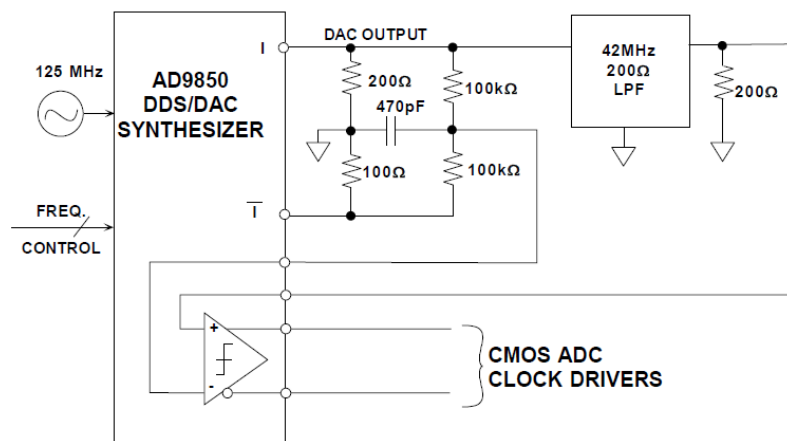 I
DAC OUTPUT
125 MHz
AD9850
DDS/DAC
SYNTHESIZER
200Ω
100kΩ
470pF
42MHz
200Ω
LPF
200Ω
100Ω
100kΩ
I
FREQ.
CONTROL
+
-
CMOS ADC
CLOCK DRIVERS